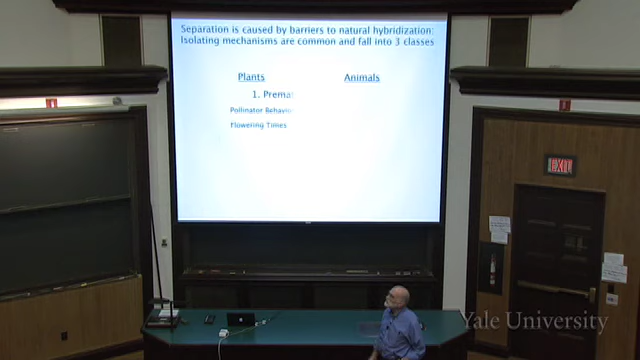 Separation is caused by barriers to natural hybridization:
Isolating mechanisms are common and fall into 3 classes
Plants Animals
1. Prema
Pollinator Behavio
Flowering Times
EXIT
Yale University